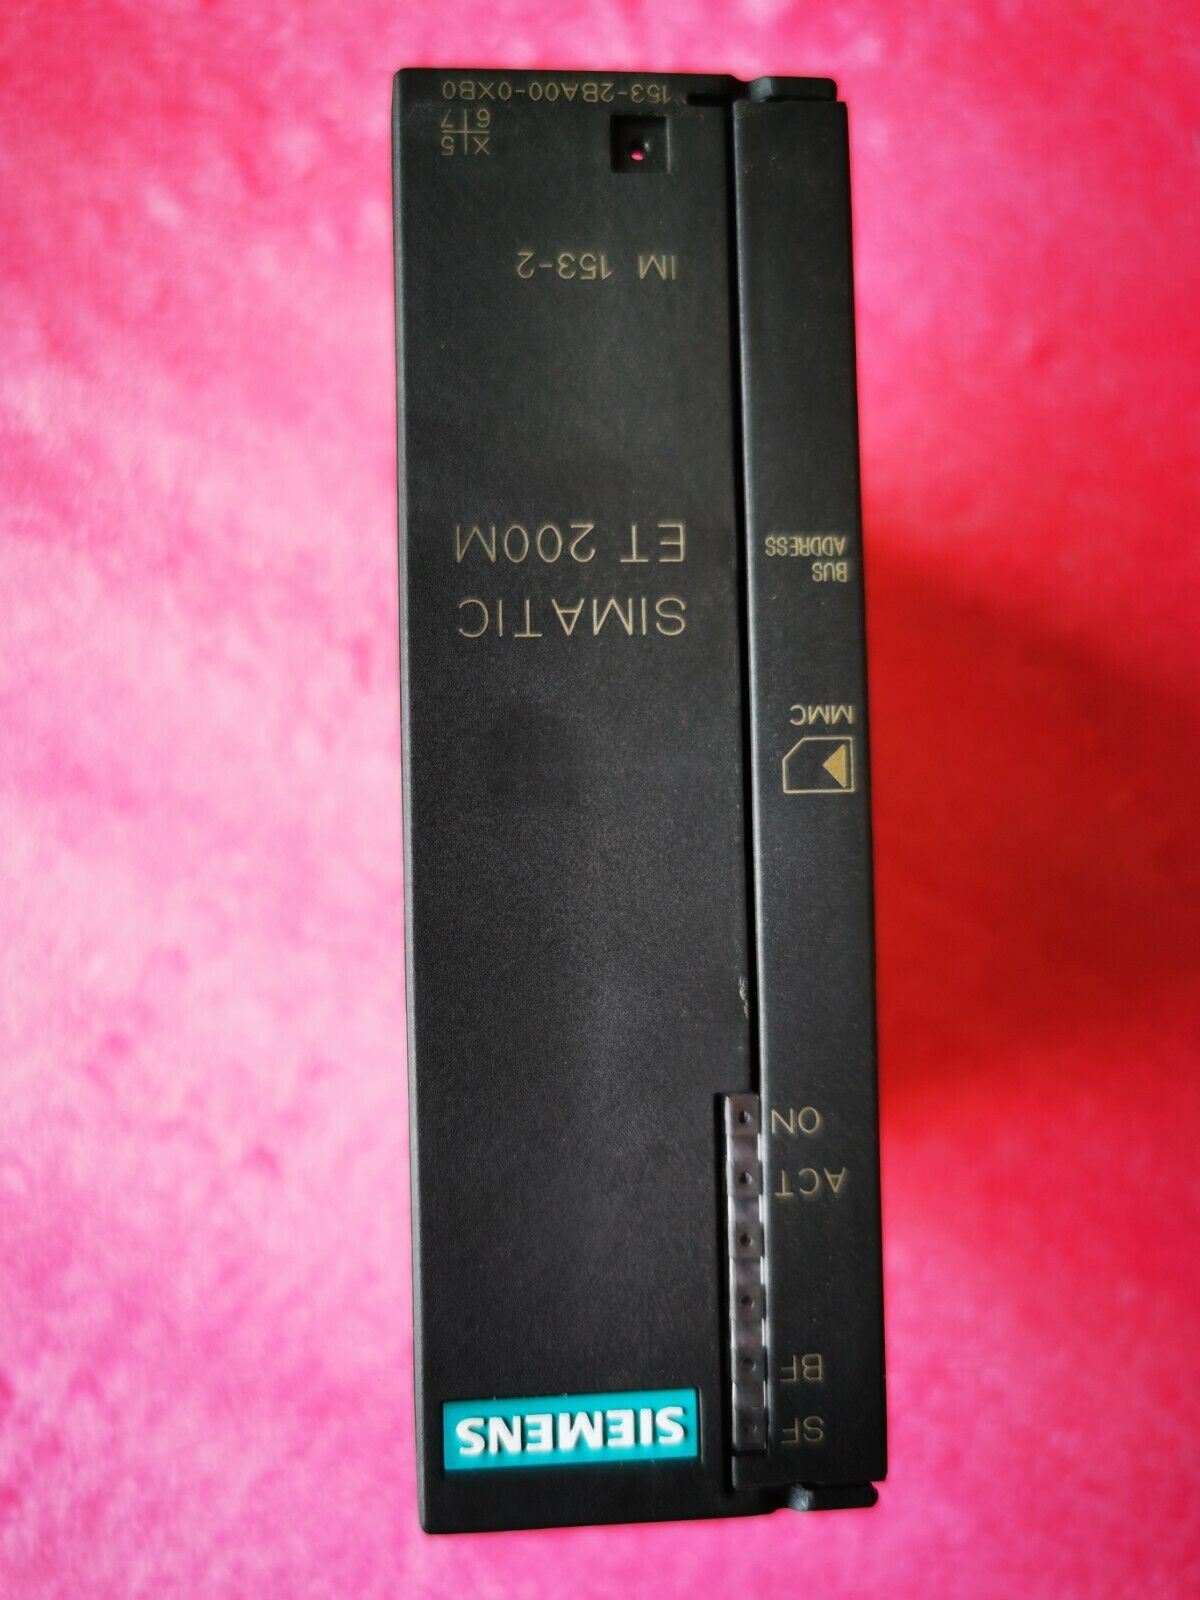 SIEMENS
SF
BF
ACT
ON
MMC
SIMATIC
ET 200M
BUS
ADDRESS
IM 153-2
X 5
6 7
153-2BA00-0XB0